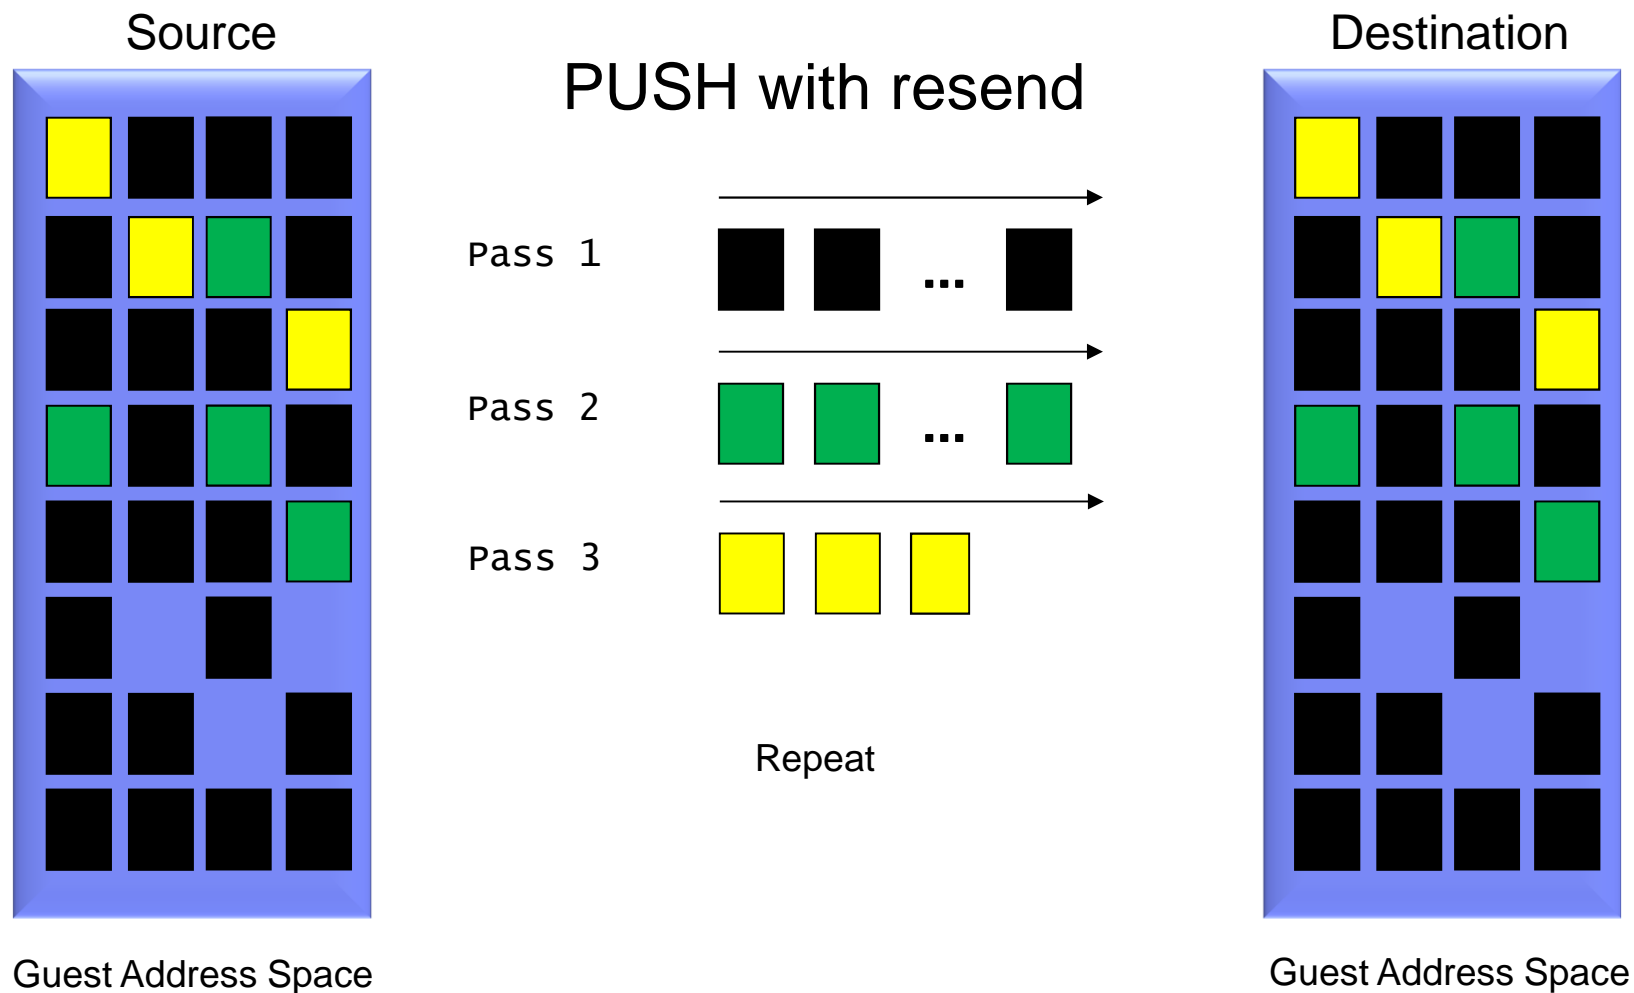 Source
Destination
PUSH with resend
Pass 1
...
Pass 2
...
Pass 3
Repeat
Guest Address Space
Guest Address Space